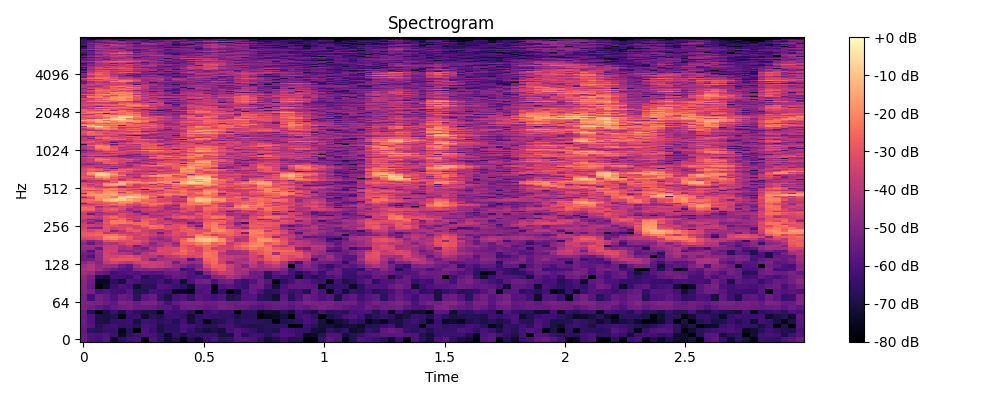 Spectrogram
4096
2048
1024
512
256
128
64
0
Hz
0
0.5
1
1.5
2
2.5
Time
+0 dB
-10 dB
-20 dB
-30 dB
-40 dB
-50 dB
-60 dB
-70 dB
-80 dB